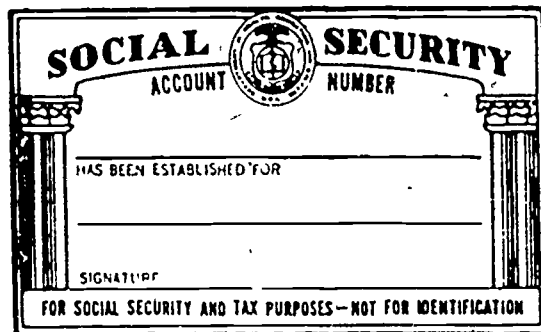 SOCIAL SECURITY
ACCOUNT NUMBER
HAS BEEN ESTABLISHED FOR
SIGNATURE
FOR SOCIAL SECURITY AND TAX PURPOSES—NOT FOR IDENTIFICATION